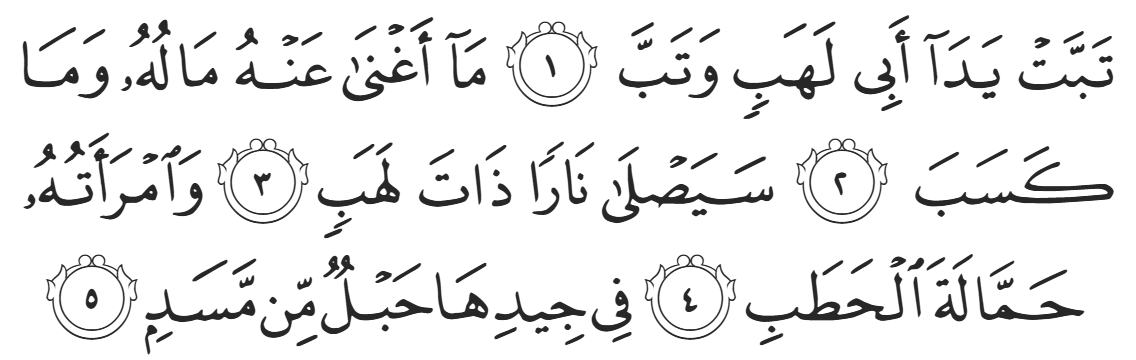 تَبَّتۡ يَدَآ أَبِي لَهَبٖ وَتَبَّ ١ مَآ أَغۡنَىٰ عَنۡهُ مَالُهُۥ وَمَا
كَسَبَ ٢ سَيَصۡلَىٰ نَارٗا ذَاتَ لَهَبٖ ٣ وَٱمۡرَأَتُهُۥ
حَمَّالَةَ ٱلۡحَطَبِ ٤ فِي جِيدِهَا حَبۡلٞ مِّن مَّسَدِۭ ٥